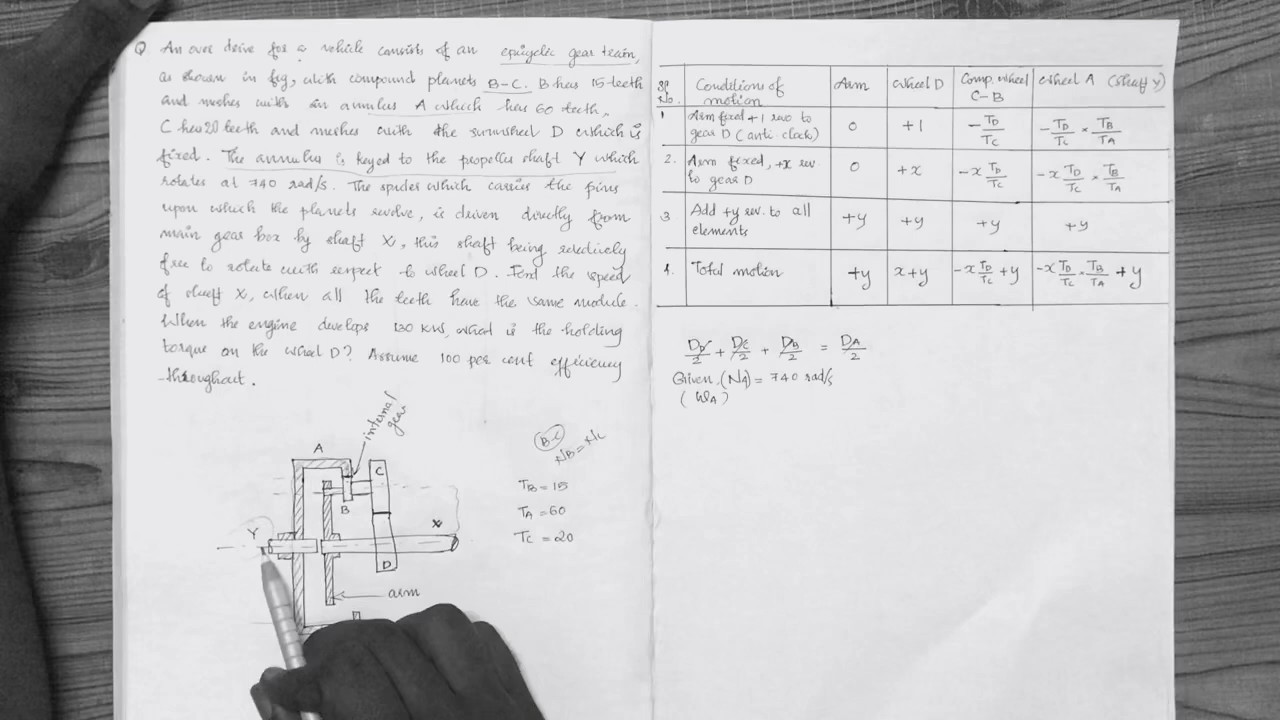 Q An over drive for a vehicle consists of an epicyclic gear train,
as shown in fig, with compound planets B-C. B has 15 teeth
and meshes with an annulus A which has 60 teeth,
C has 20 teeth and meshes with the sunwheel D which is
fixed. The annulus is keyed to the propeller shaft Y which
rotates at 740 rad/s. The spider which carries the pins
upon which the planets revolve, is driven directly from
main gear box by shaft X, this shaft being relatively
free to rotate with respect to wheel D. Find the speed
of shaft X, when all the teeth have the same module.
When the engine develops 130 KW, what is the holding
torque on the wheel D? Assume 100 per cent efficiency
throughout.
internal
gear
A
C
B
Y
X
D
arm
B-C
NB = NC
TB = 15
TA = 60
TC = 20
Sr No. Conditions of motion Arm Wheel D Comp. wheel C-B Wheel A (Shaft Y)
1 Arm fixed +1 rev to gear D (anti clock) 0 +1 -TD/TC -TD/TC × TB/TA
2. Arm fixed, +x rev to gear D 0 +x -x TD/TC -x TD/TC × TB/TA
3 Add +y rev. to all elements +y +y +y +y
4. Total motion +y x+y -x TD/TC + y -x TD/TC × TB/TA + y
DD/2 + DC/2 + DB/2 = DA/2
Given, (NA) = 740 rad/s
(ωA)